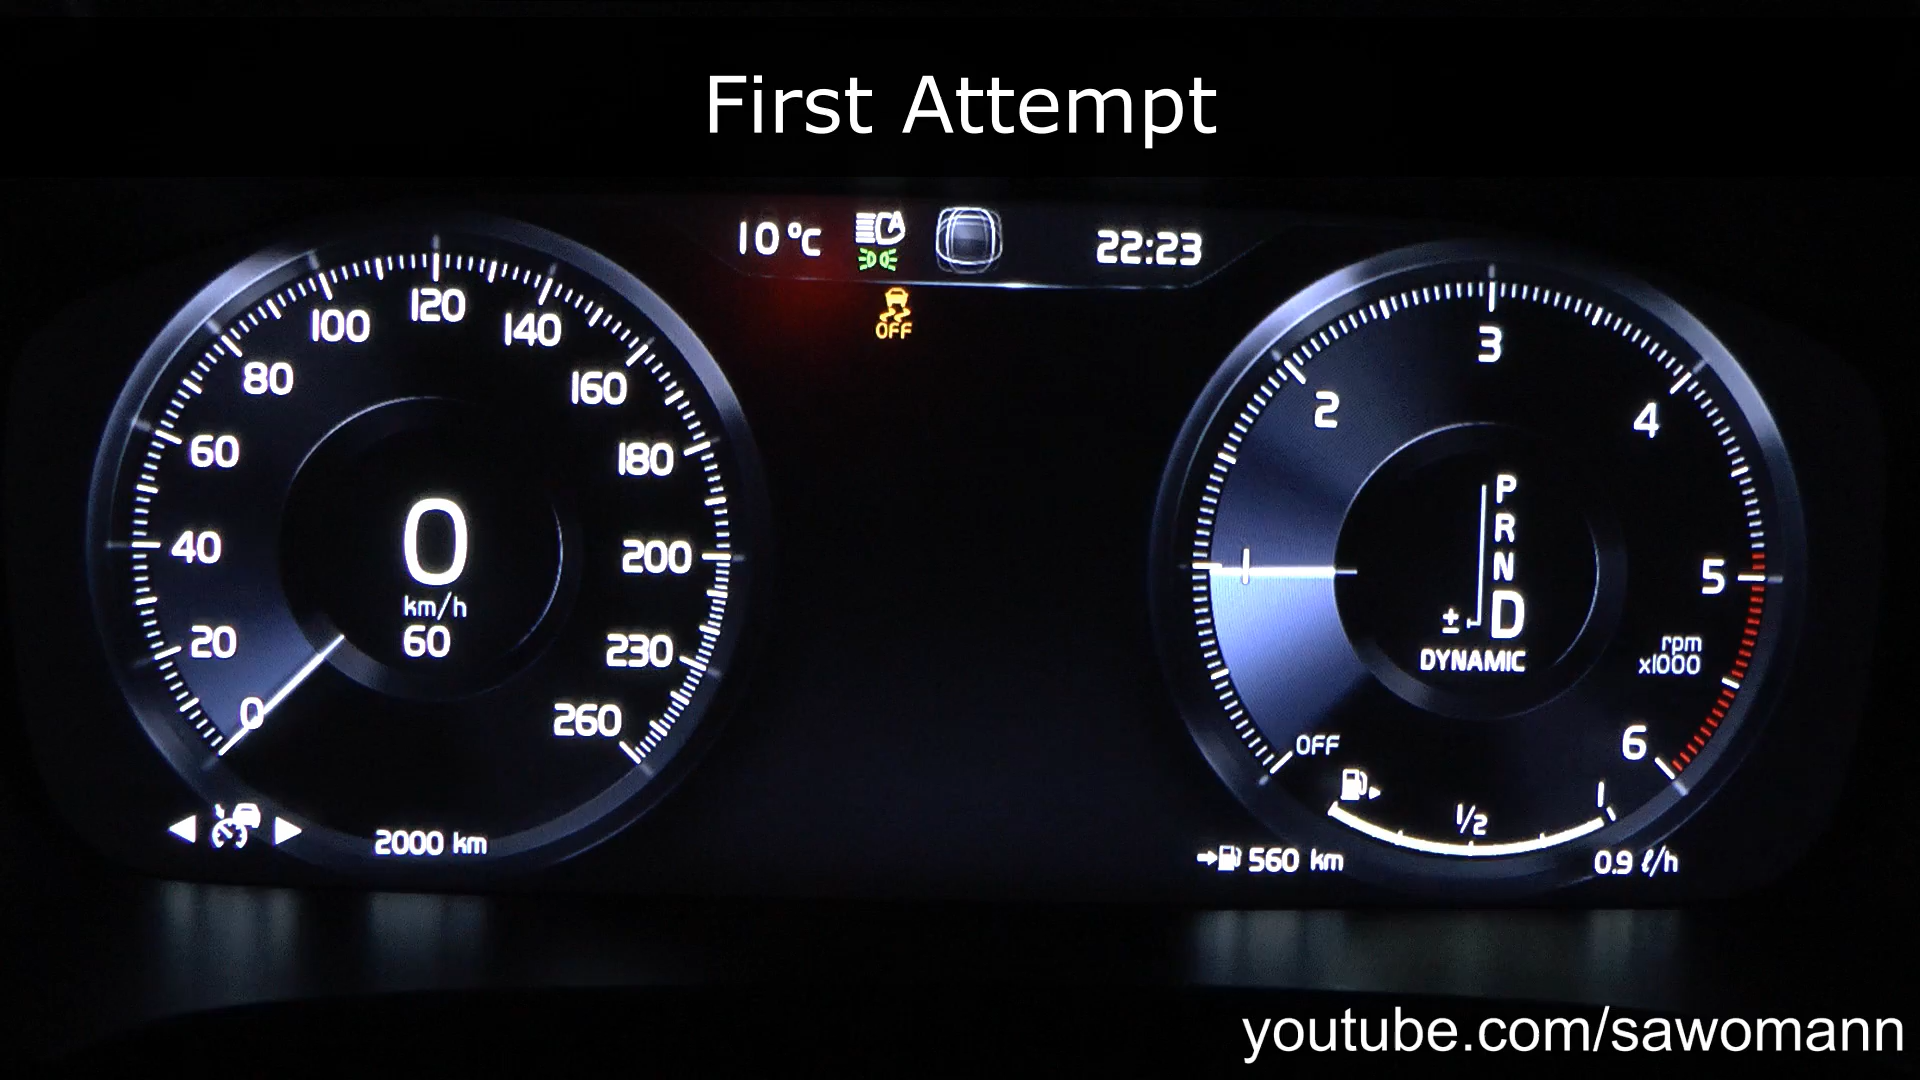 First Attempt
10 °C
22:23
OFF
0
20
40
60
80
100
120
140
160
180
200
230
260
0
km/h
60
2000 km
OFF
1
2
3
4
5
6
rpm
x1000
P
R
N
± D
DYNAMIC
1/2
1
560 km
0.9 ℓ/h
youtube.com/sawomann